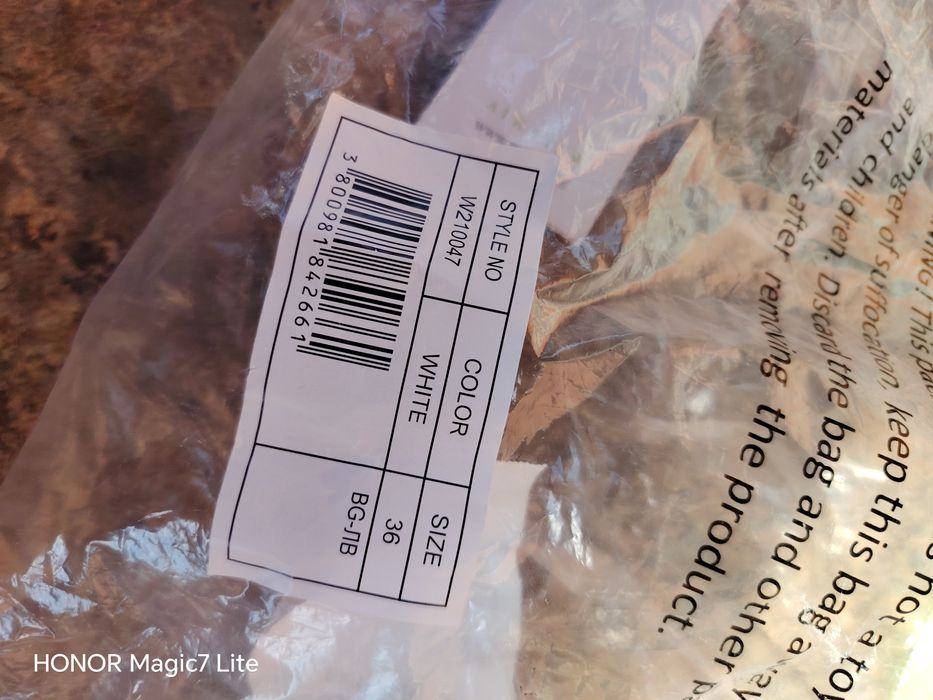 STYLE NO COLOR SIZE
W210047 WHITE 36
3 800981 842661
BG-ЛВ
danger of suffocation, keep this bag away
and children. Discard the bag and other
materials after removing the product.
not a toy
HONOR Magic7 Lite